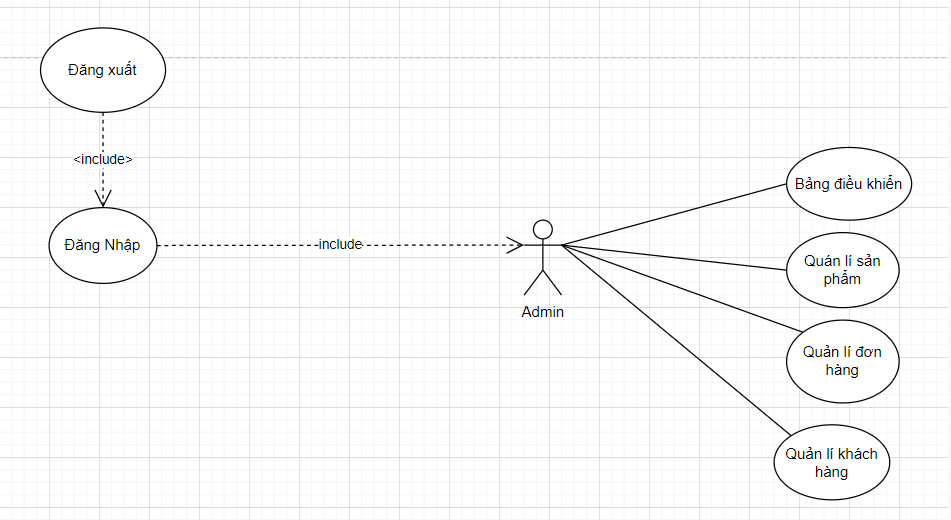 Đăng xuất
<include>
Đăng Nhập
include
Admin
Bảng điều khiển
Quán lí sản
phẩm
Quản lí đơn
hàng
Quản lí khách
hàng